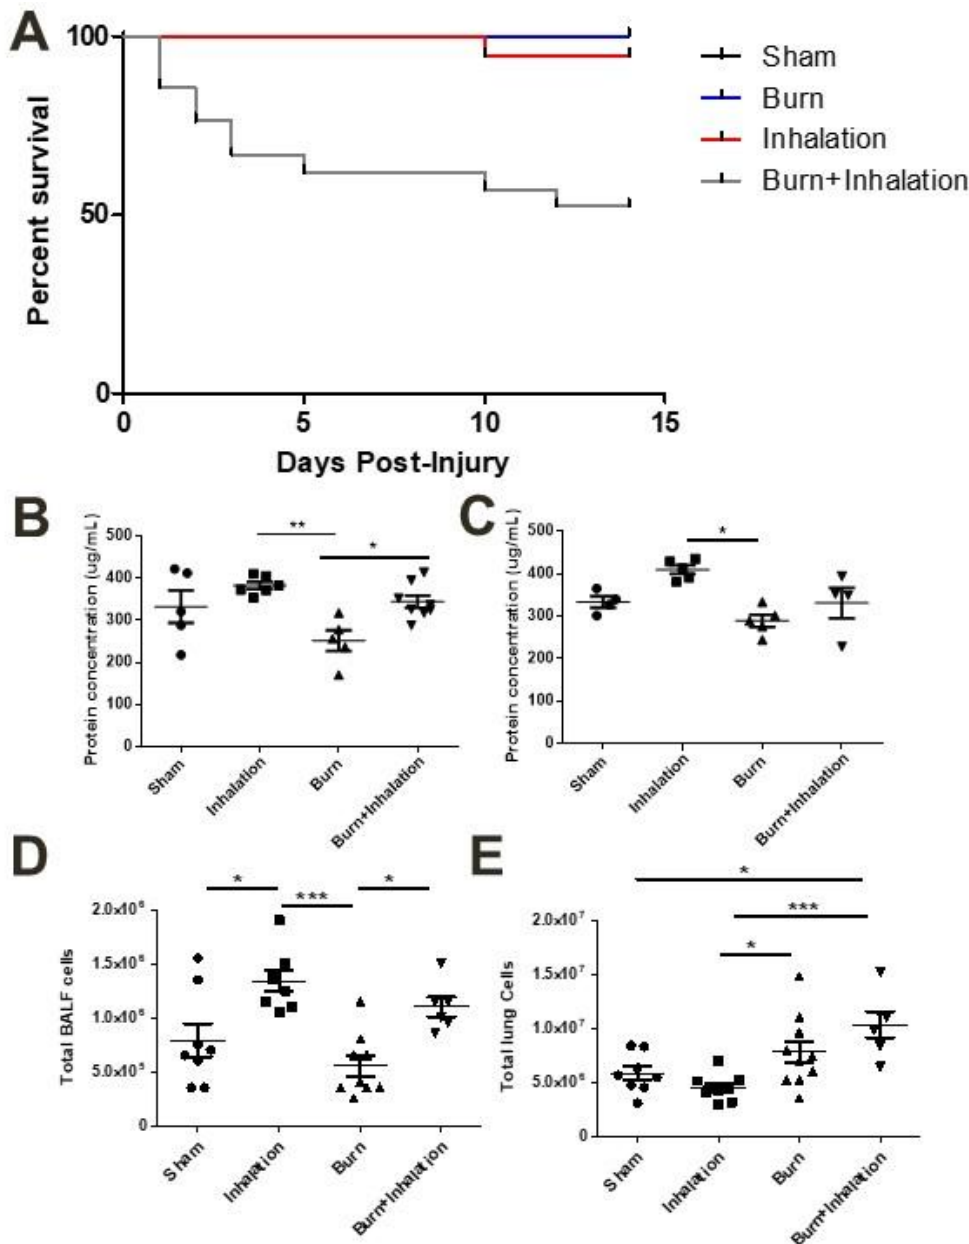 A
Percent survival
100
50
0
0 5 10 15
Days Post-Injury
Sham
Burn
Inhalation
Burn+Inhalation
B
Protein concentration (ug/mL)
500
400
300
200
100
0
**
*
Sham
Inhalation
Burn
Burn+Inhalation
C
Protein concentration (ug/mL)
500
400
300
200
100
0
*
Sham
Inhalation
Burn
Burn+Inhalation
D
Total BALF cells
2.0x10⁶
1.5x10⁶
1.0x10⁶
5.0x10⁵
0
*
***
*
Sham
Inhalation
Burn
Burn+Inhalation
E
Total lung Cells
2.0x10⁷
1.5x10⁷
1.0x10⁷
5.0x10⁶
0
*
***
*
Sham
Inhalation
Burn
Burn+Inhalation